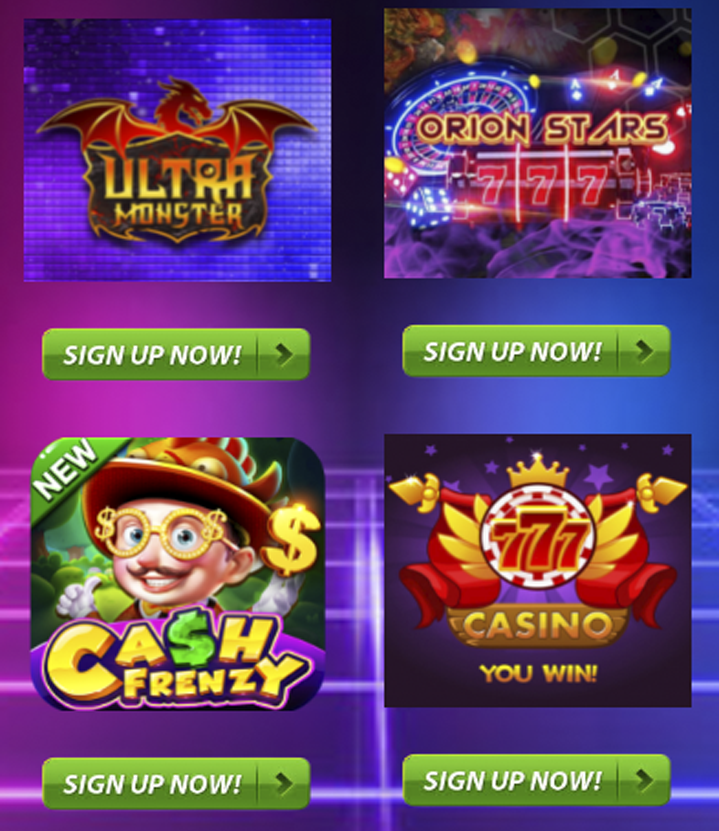 ULTRA
MONSTER
ORION STARS
777
SIGN UP NOW!
SIGN UP NOW!
NEW
$
CA$H
FRENZY
777
CASINO
YOU WIN!
SIGN UP NOW!
SIGN UP NOW!